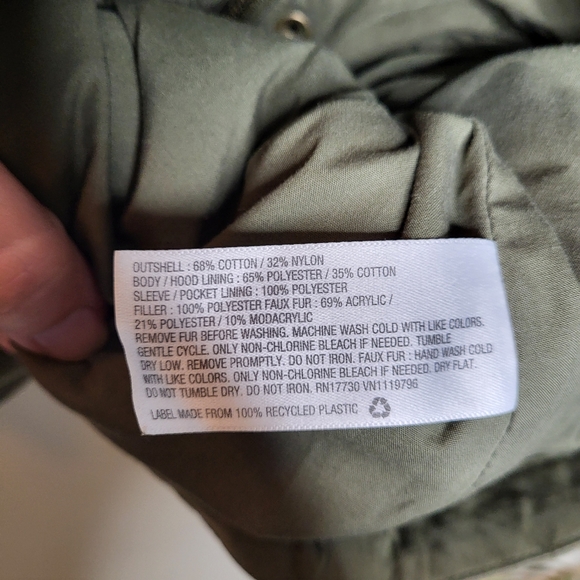 OUTSHELL : 68% COTTON / 32% NYLON
BODY / HOOD LINING : 65% POLYESTER / 35% COTTON
SLEEVE / POCKET LINING : 100% POLYESTER
FILLER : 100% POLYESTER FAUX FUR : 69% ACRYLIC /
21% POLYESTER / 10% MODACRYLIC
REMOVE FUR BEFORE WASHING. MACHINE WASH COLD WITH LIKE COLORS.
GENTLE CYCLE. ONLY NON-CHLORINE BLEACH IF NEEDED. TUMBLE
DRY LOW. REMOVE PROMPTLY. DO NOT IRON. FAUX FUR : HAND WASH COLD
WITH LIKE COLORS. ONLY NON-CHLORINE BLEACH IF NEEDED. DRY FLAT.
DO NOT TUMBLE DRY. DO NOT IRON. RN17730 VN1119796
LABEL MADE FROM 100% RECYCLED PLASTIC